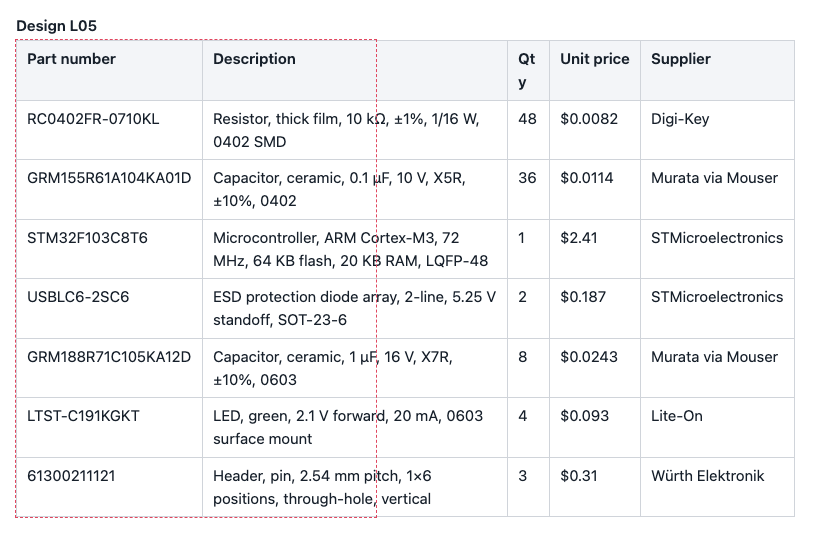 Design L05
Part number Description Qt Unit price Supplier
y
RC0402FR-0710KL Resistor, thick film, 10 kΩ, ±1%, 1/16 W, 48 $0.0082 Digi-Key
0402 SMD
GRM155R61A104KA01D Capacitor, ceramic, 0.1 µF, 10 V, X5R, 36 $0.0114 Murata via Mouser
±10%, 0402
STM32F103C8T6 Microcontroller, ARM Cortex-M3, 72 1 $2.41 STMicroelectronics
MHz, 64 KB flash, 20 KB RAM, LQFP-48
USBLC6-2SC6 ESD protection diode array, 2-line, 5.25 V 2 $0.187 STMicroelectronics
standoff, SOT-23-6
GRM188R71C105KA12D Capacitor, ceramic, 1 µF, 16 V, X7R, 8 $0.0243 Murata via Mouser
±10%, 0603
LTST-C191KGKT LED, green, 2.1 V forward, 20 mA, 0603 4 $0.093 Lite-On
surface mount
61300211121 Header, pin, 2.54 mm pitch, 1×6 3 $0.31 Würth Elektronik
positions, through-hole, vertical